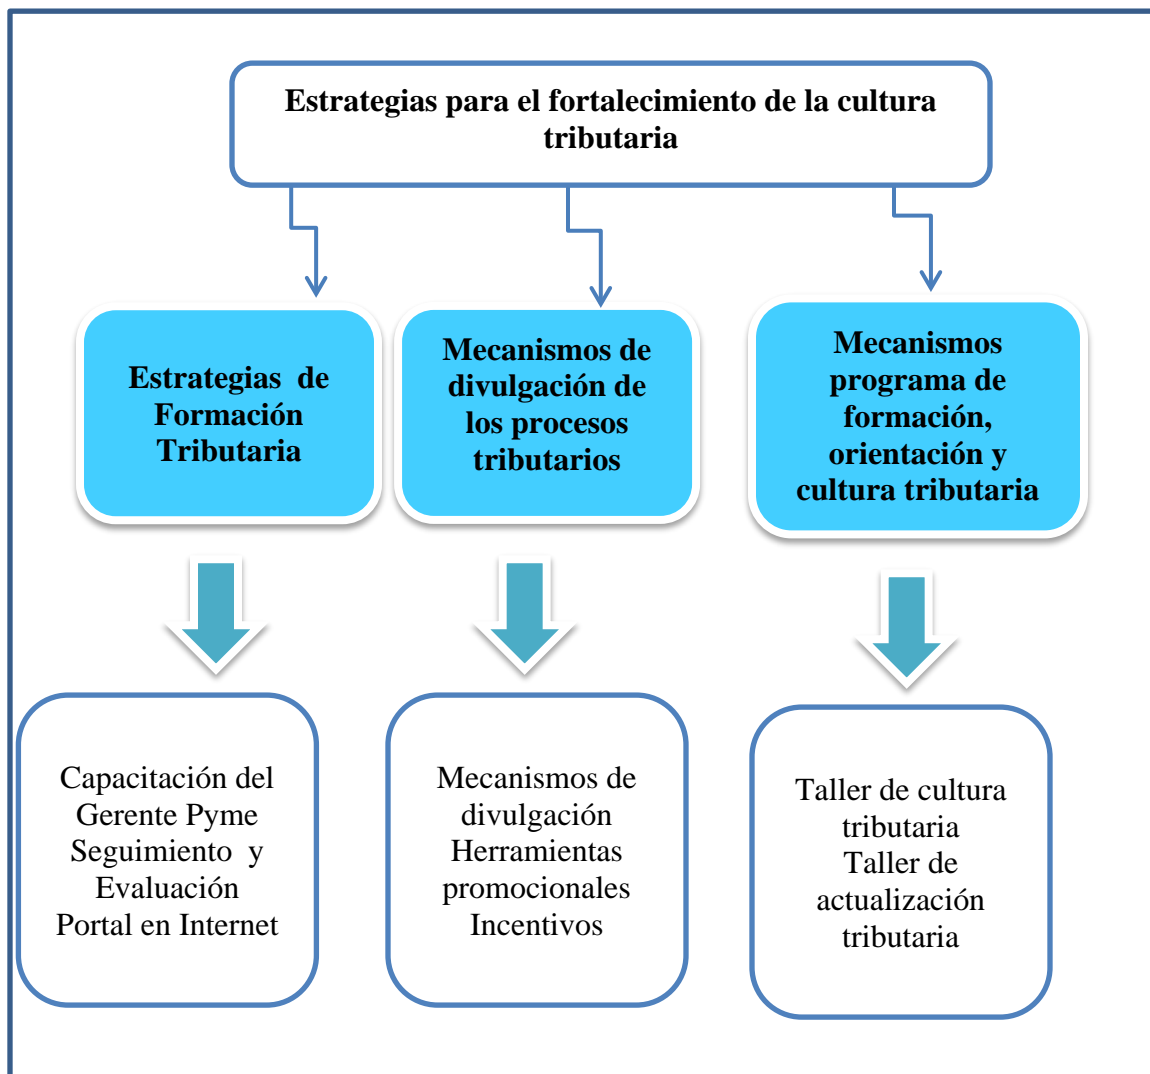 Estrategias para el fortalecimiento de la cultura
tributaria
Estrategias de
Formación
Tributaria
Mecanismos de
divulgación de
los procesos
tributarios
Mecanismos
programa de
formación,
orientación y
cultura tributaria
Capacitación del
Gerente Pyme
Seguimiento y
Evaluación
Portal en Internet
Mecanismos de
divulgación
Herramientas
promocionales
Incentivos
Taller de cultura
tributaria
Taller de
actualización
tributaria